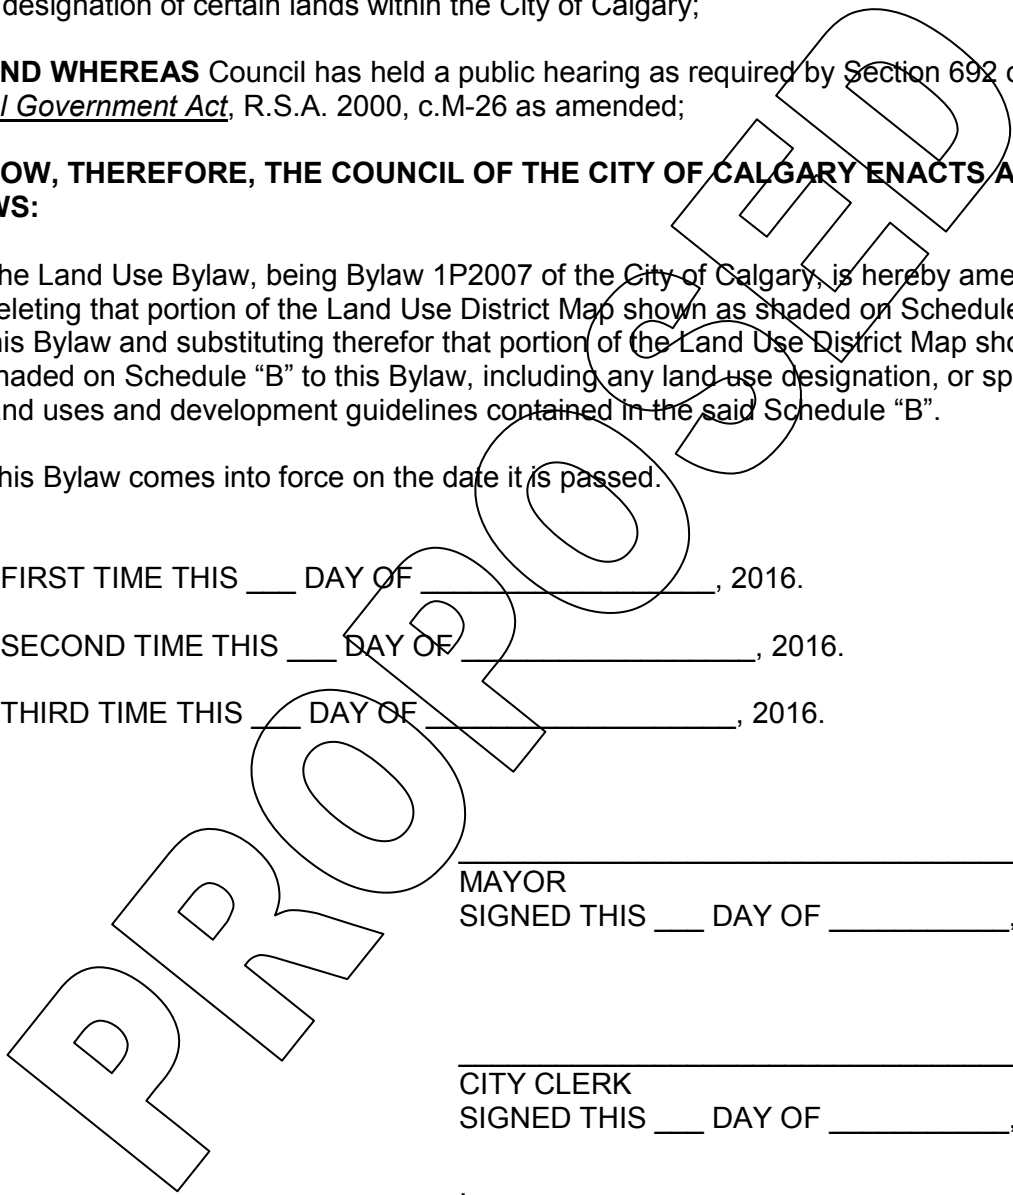 designation of certain lands within the City of Calgary;
ND WHEREAS Council has held a public hearing as required by Section 692
l Government Act, R.S.A. 2000, c.M-26 as amended;
OW, THEREFORE, THE COUNCIL OF THE CITY OF CALGARY ENACTS A
WS:
he Land Use Bylaw, being Bylaw 1P2007 of the City of Calgary, is hereby ame
eleting that portion of the Land Use District Map shown as shaded on Schedule
his Bylaw and substituting therefor that portion of the Land Use District Map sho
haded on Schedule “B” to this Bylaw, including any land use designation, or sp
nd uses and development guidelines contained in the said Schedule “B”.
his Bylaw comes into force on the date it is passed.
FIRST TIME THIS ___ DAY OF __________________, 2016.
SECOND TIME THIS ___ DAY OF __________________, 2016.
THIRD TIME THIS ___ DAY OF ___________________, 2016.
MAYOR
SIGNED THIS ___ DAY OF ___________,
CITY CLERK
SIGNED THIS ___ DAY OF ___________,
PROPOSED